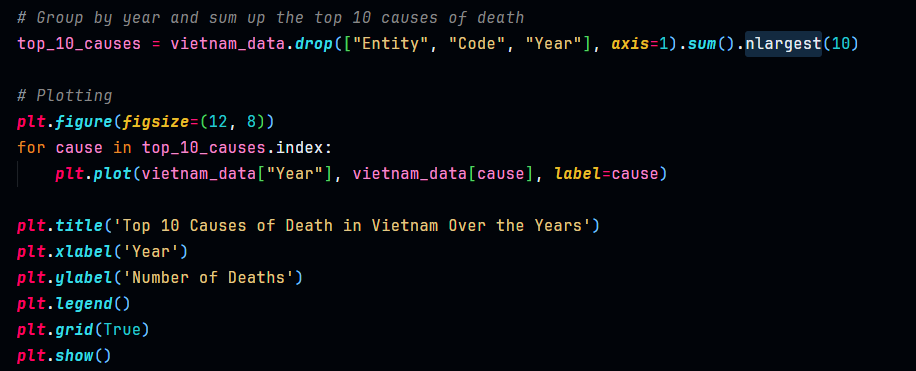 # Group by year and sum up the top 10 causes of death
top_10_causes = vietnam_data.drop(["Entity", "Code", "Year"], axis=1).sum().nlargest(10)
# Plotting
plt.figure(figsize=(12, 8))
for cause in top_10_causes.index:
    plt.plot(vietnam_data["Year"], vietnam_data[cause], label=cause)
plt.title('Top 10 Causes of Death in Vietnam Over the Years')
plt.xlabel('Year')
plt.ylabel('Number of Deaths')
plt.legend()
plt.grid(True)
plt.show()